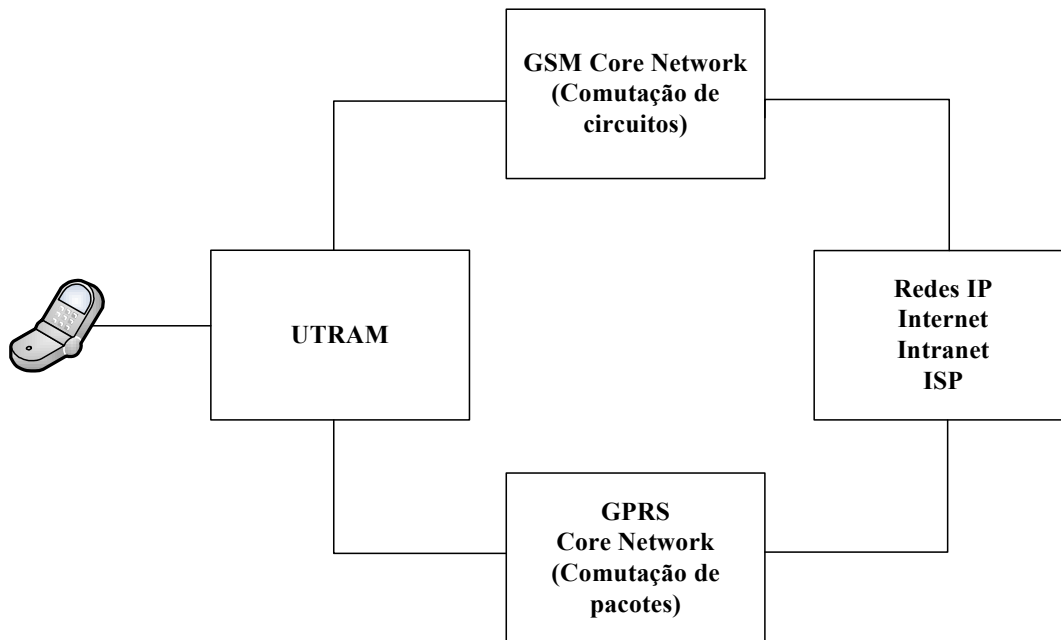 GSM Core Network
(Comutação de
circuitos)
UTRAM
Redes IP
Internet
Intranet
ISP
GPRS
Core Network
(Comutação de
pacotes)